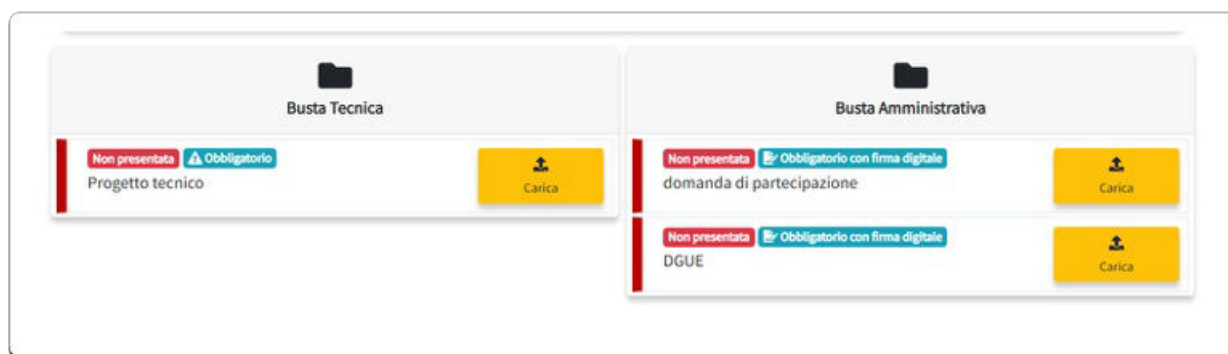 Busta Tecnica
Non presentata Obbligatorio
Progetto tecnico
Carica
Busta Amministrativa
Non presentata Obbligatorio con firma digitale
domanda di partecipazione
Carica
Non presentata Obbligatorio con firma digitale
DGUE
Carica